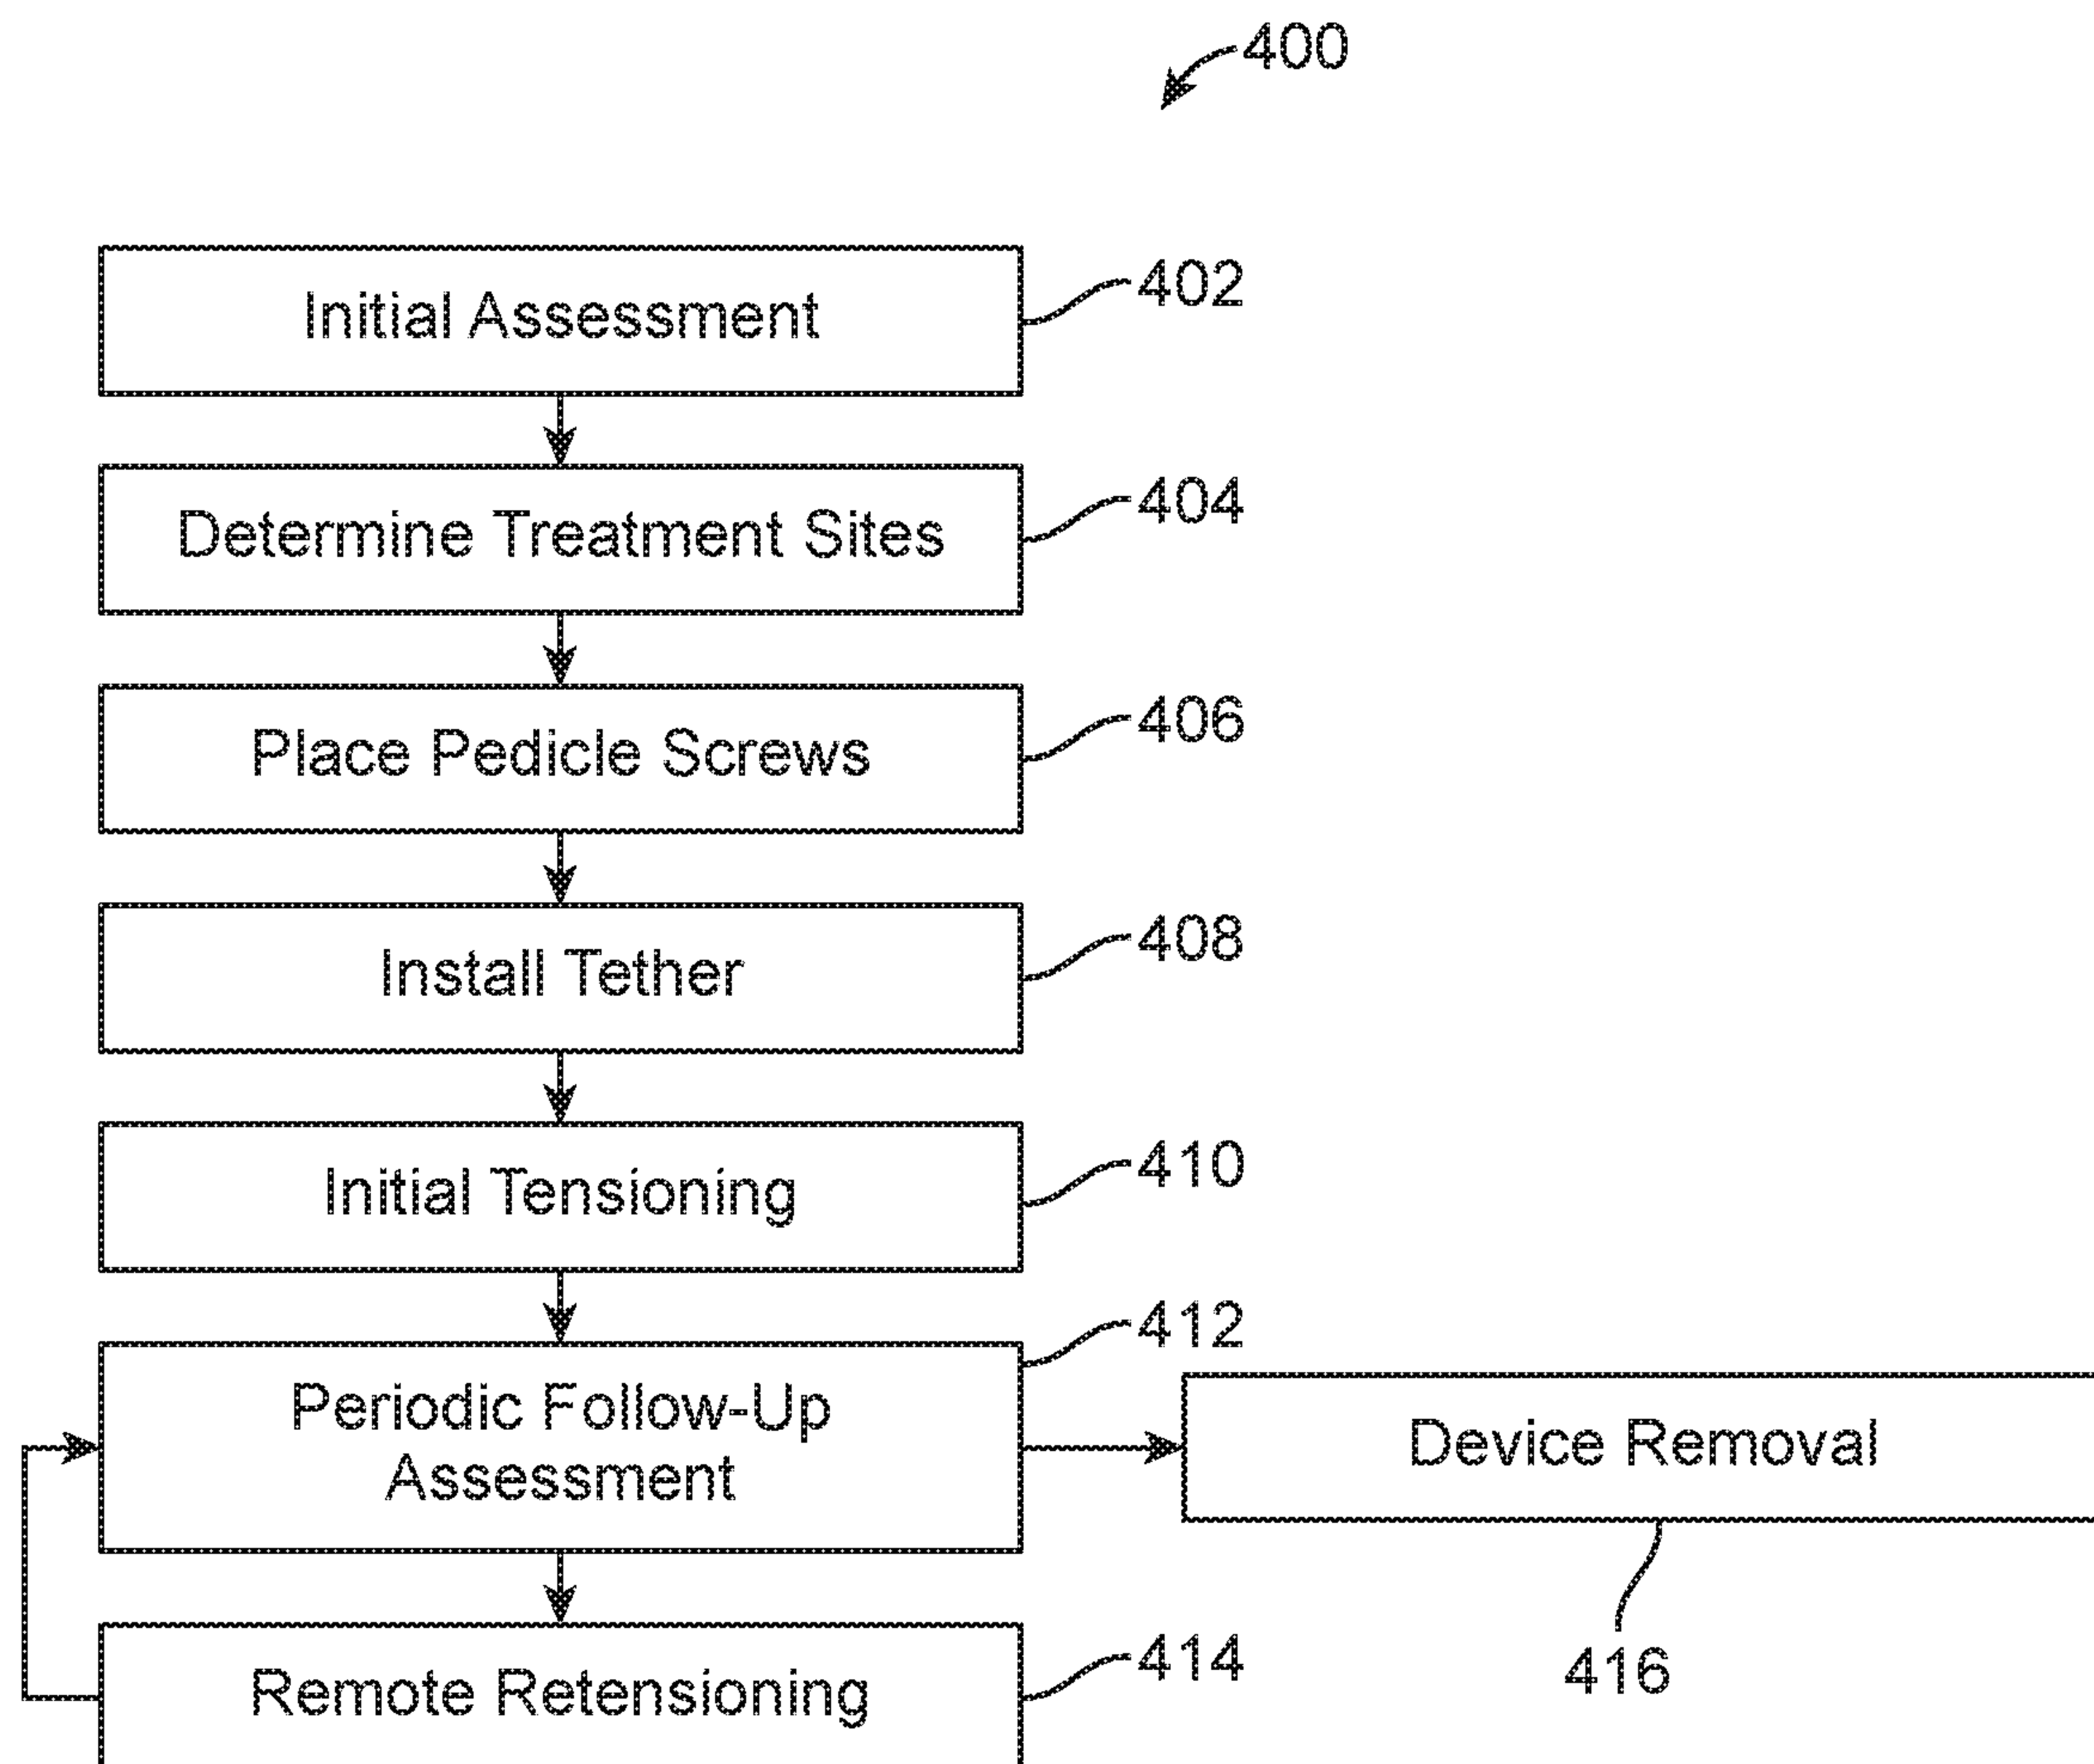 400
Initial Assessment
402
Determine Treatment Sites
404
Place Pedicle Screws
406
Install Tether
408
Initial Tensioning
410
412
Periodic Follow-Up
Assessment
Device Removal
Remote Retensioning
414
416